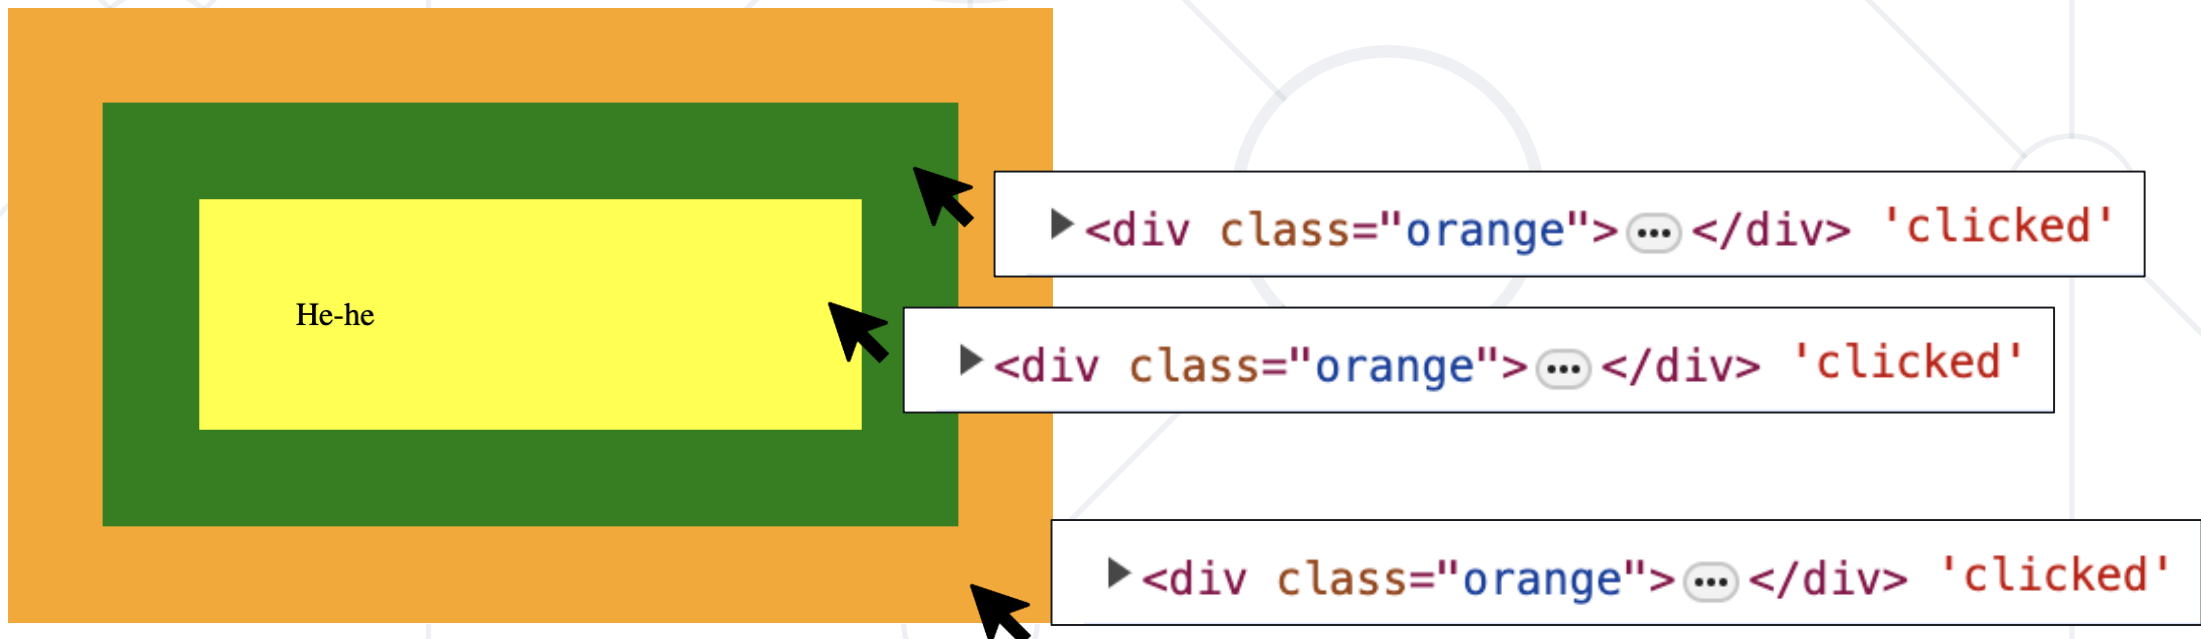 <div class="orange">…</div> 'clicked'
He-he
<div class="orange">…</div> 'clicked'
<div class="orange">…</div> 'clicked'